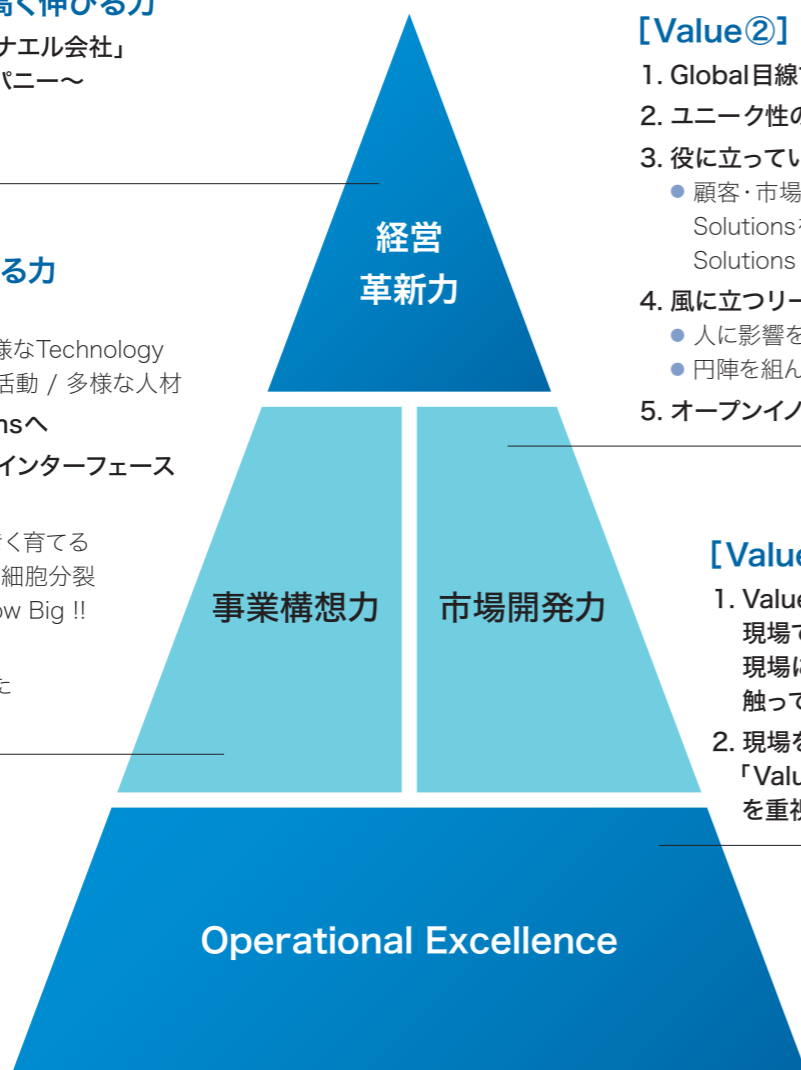 高く伸びる力
ナエル会社」
パニー〜
る力
様なTechnology
活動 / 多様な人材
nsへ
インターフェース
く育てる
細胞分裂
ow Big !!
た
経営
革新力
事業構想力
市場開発力
Operational Excellence
[Value②]
1. Global目線
2. ユニーク性の
3. 役に立ってい
● 顧客・市場
Solutions
Solutions
4. 風に立つリー
● 人に影響を
● 円陣を組ん
5. オープンイノ
[Value
1. Value
現場で
現場に
触って
2. 現場を
「Valu
を重視